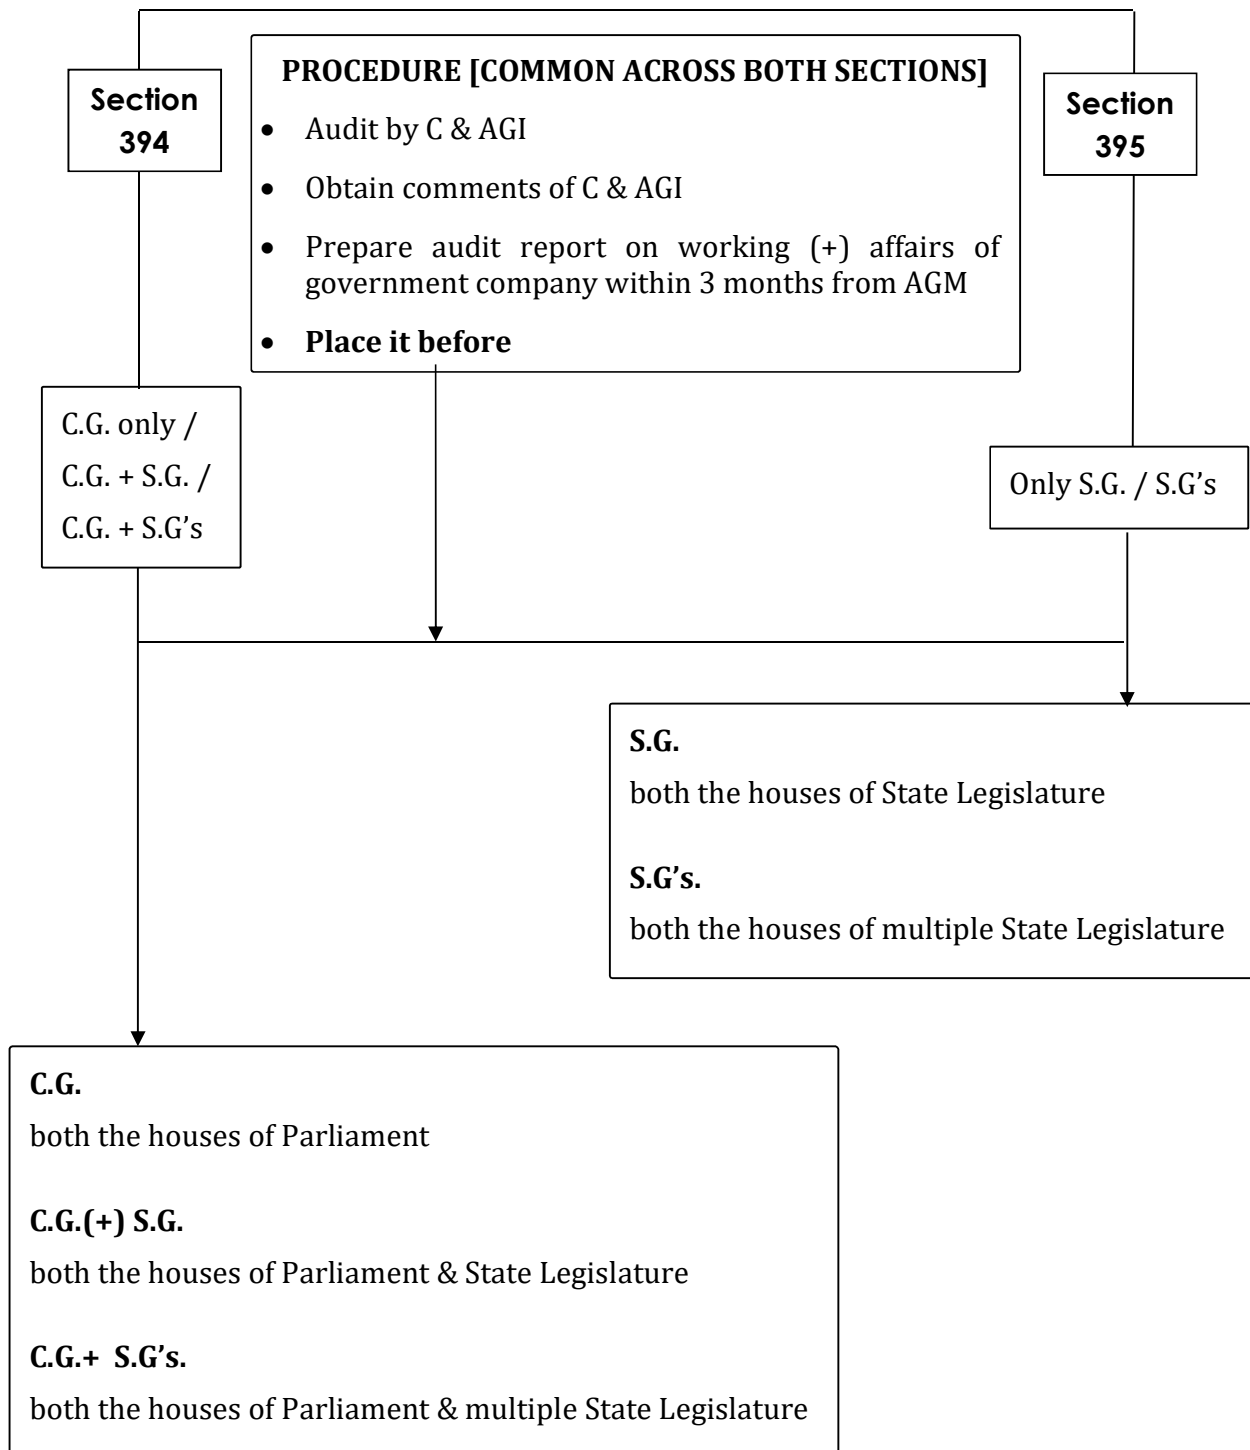 Section
394
PROCEDURE [COMMON ACROSS BOTH SECTIONS]
• Audit by C & AGI
• Obtain comments of C & AGI
• Prepare audit report on working (+) affairs of
government company within 3 months from AGM
• Place it before
Section
395
C.G. only /
C.G. + S.G. /
C.G. + S.G’s
Only S.G. / S.G’s
S.G.
both the houses of State Legislature
S.G’s.
both the houses of multiple State Legislature
C.G.
both the houses of Parliament
C.G.(+) S.G.
both the houses of Parliament & State Legislature
C.G.+ S.G’s.
both the houses of Parliament & multiple State Legislature